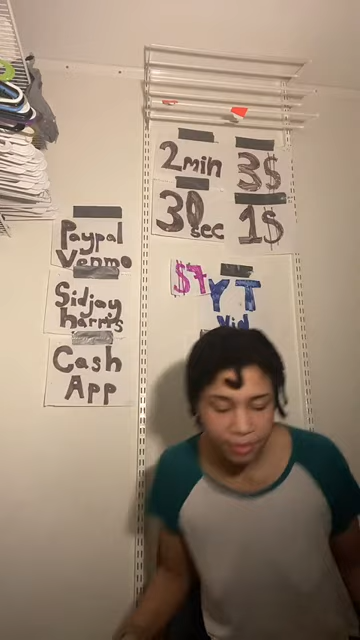 2min 3$
30sec 1$
Paypal
Venmo
Sidjay
harris
Cash
App
$7 YT
Vid